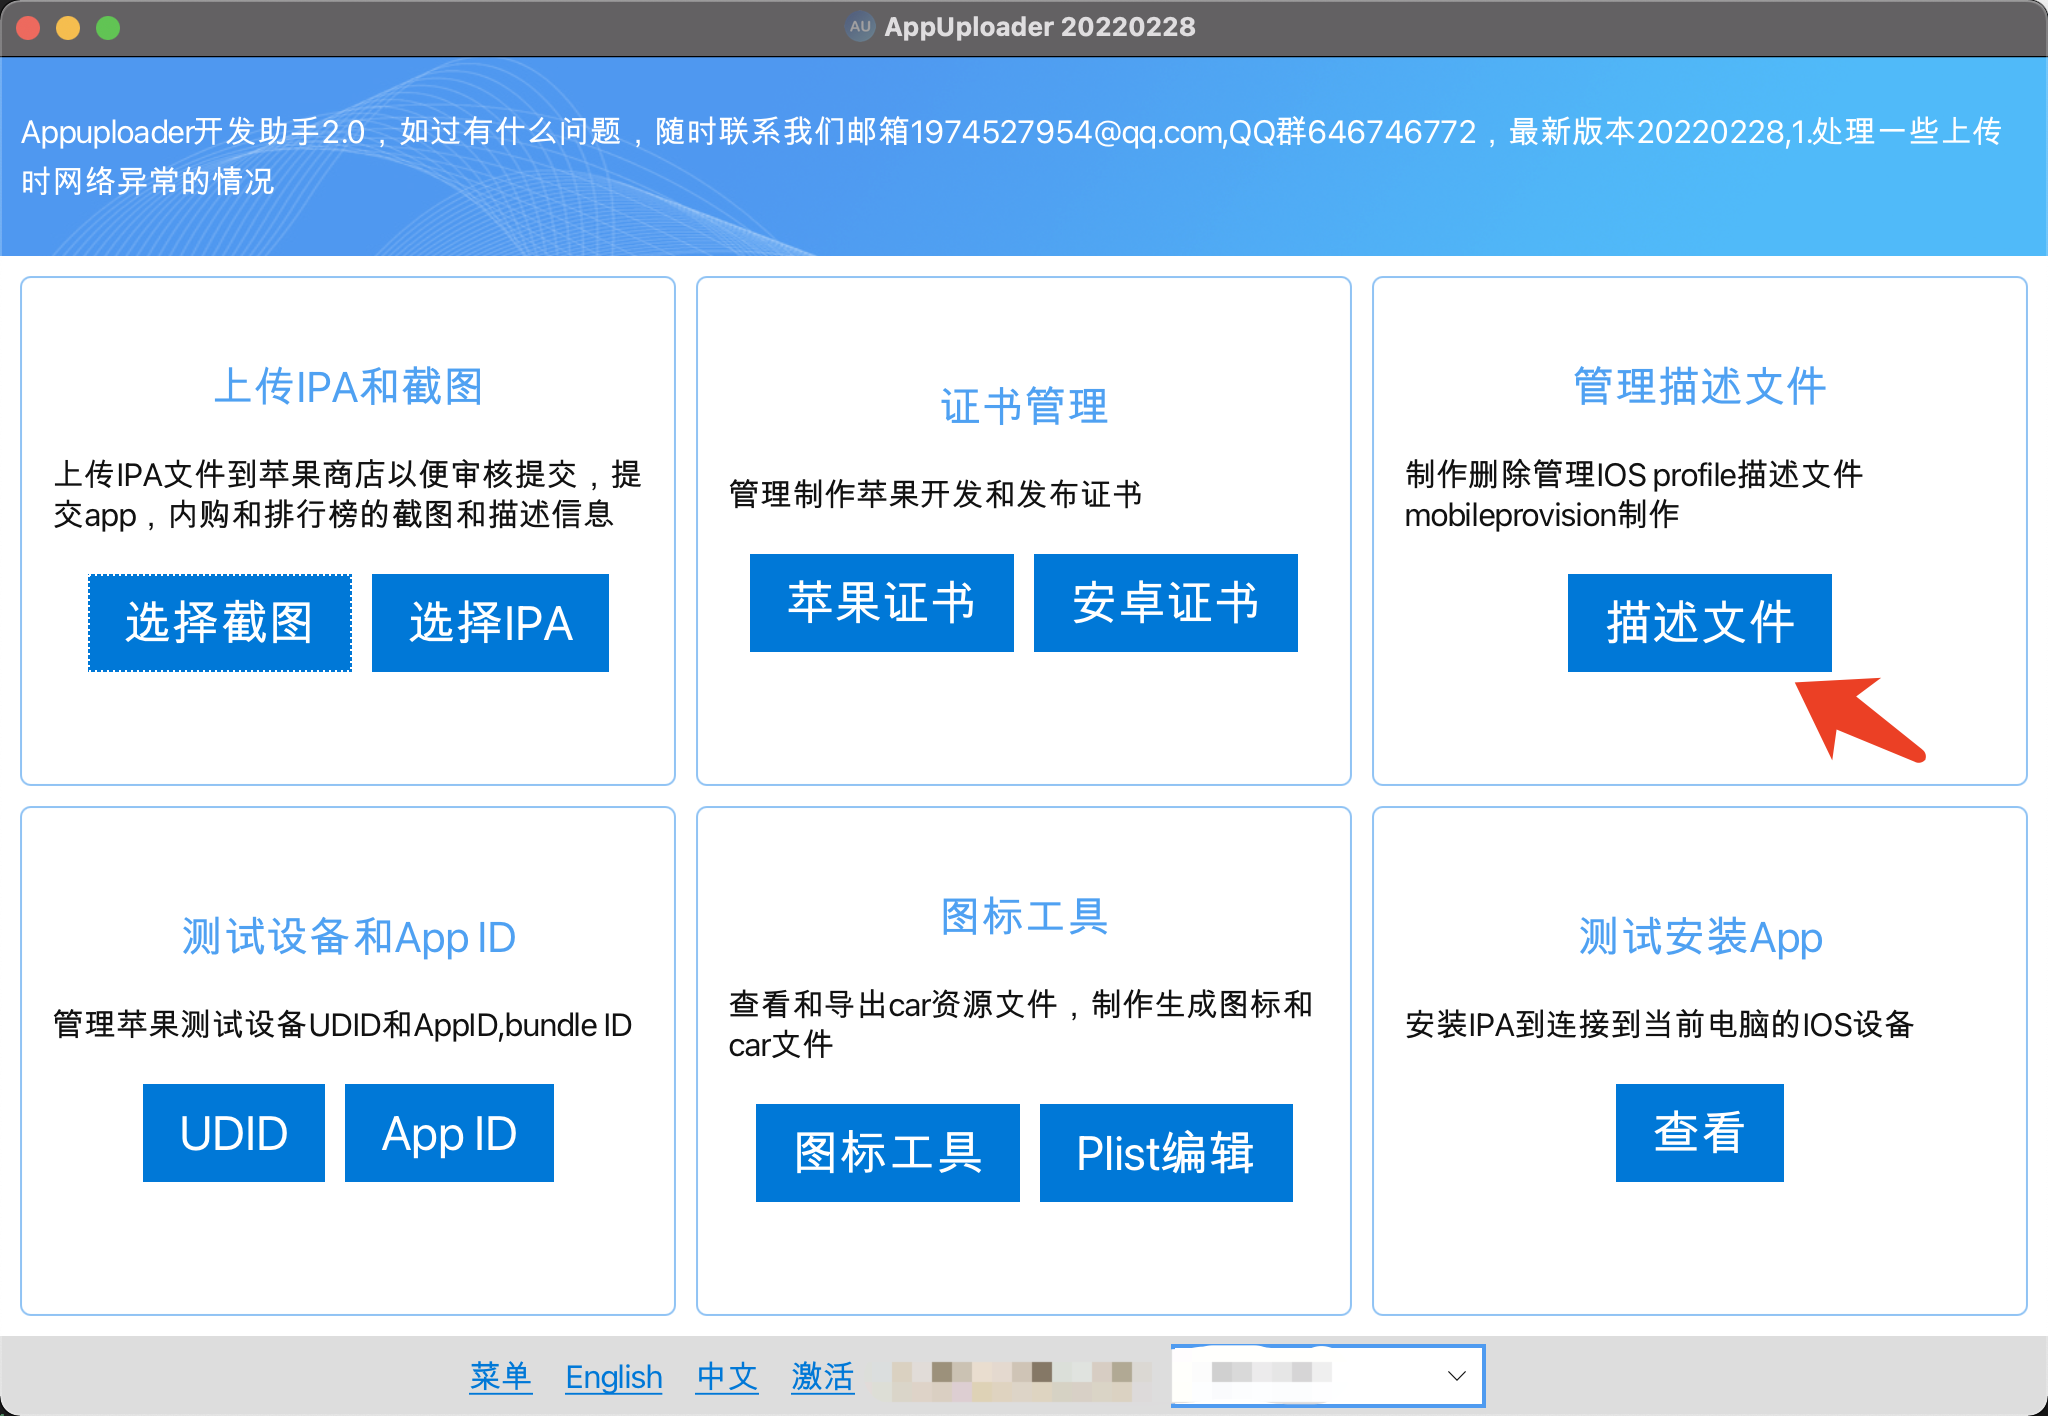 AU AppUploader 20220228
Appuploader开发助手2.0，如过有什么问题，随时联系我们邮箱1974527954@qq.com,QQ群646746772，最新版本20220228,1.处理一些上传
时网络异常的情况
上传IPA和截图
上传IPA文件到苹果商店以便审核提交，提
交app，内购和排行榜的截图和描述信息
选择截图 选择IPA
证书管理
管理制作苹果开发和发布证书
苹果证书 安卓证书
管理描述文件
制作删除管理IOS profile描述文件
mobileprovision制作
描述文件
测试设备和App ID
管理苹果测试设备UDID和AppID,bundle ID
UDID App ID
图标工具
查看和导出car资源文件，制作生成图标和
car文件
图标工具 Plist编辑
测试安装App
安装IPA到连接到当前电脑的IOS设备
查看
菜单 English 中文 激活